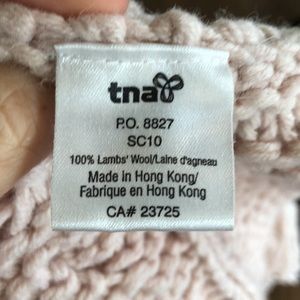 tna
P.O. 8827
SC10
100% Lambs' Wool/Laine d'agneau
Made in Hong Kong/
Fabriqué en Hong Kong
CA# 23725